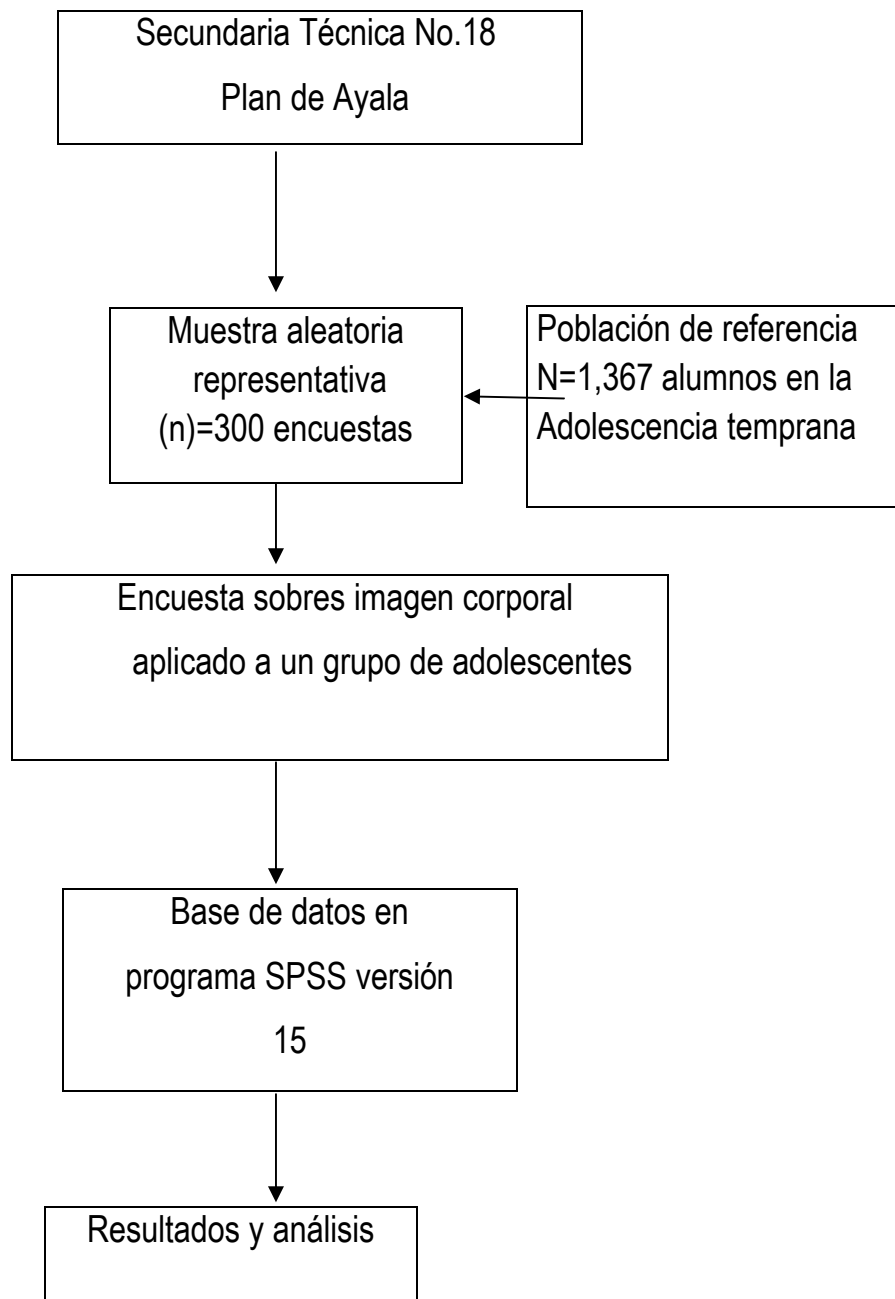 Secundaria Técnica No.18
Plan de Ayala
Muestra aleatoria
representativa
(n)=300 encuestas
Población de referencia
N=1,367 alumnos en la
Adolescencia temprana
Encuesta sobres imagen corporal
aplicado a un grupo de adolescentes
Base de datos en
programa SPSS versión
15
Resultados y análisis